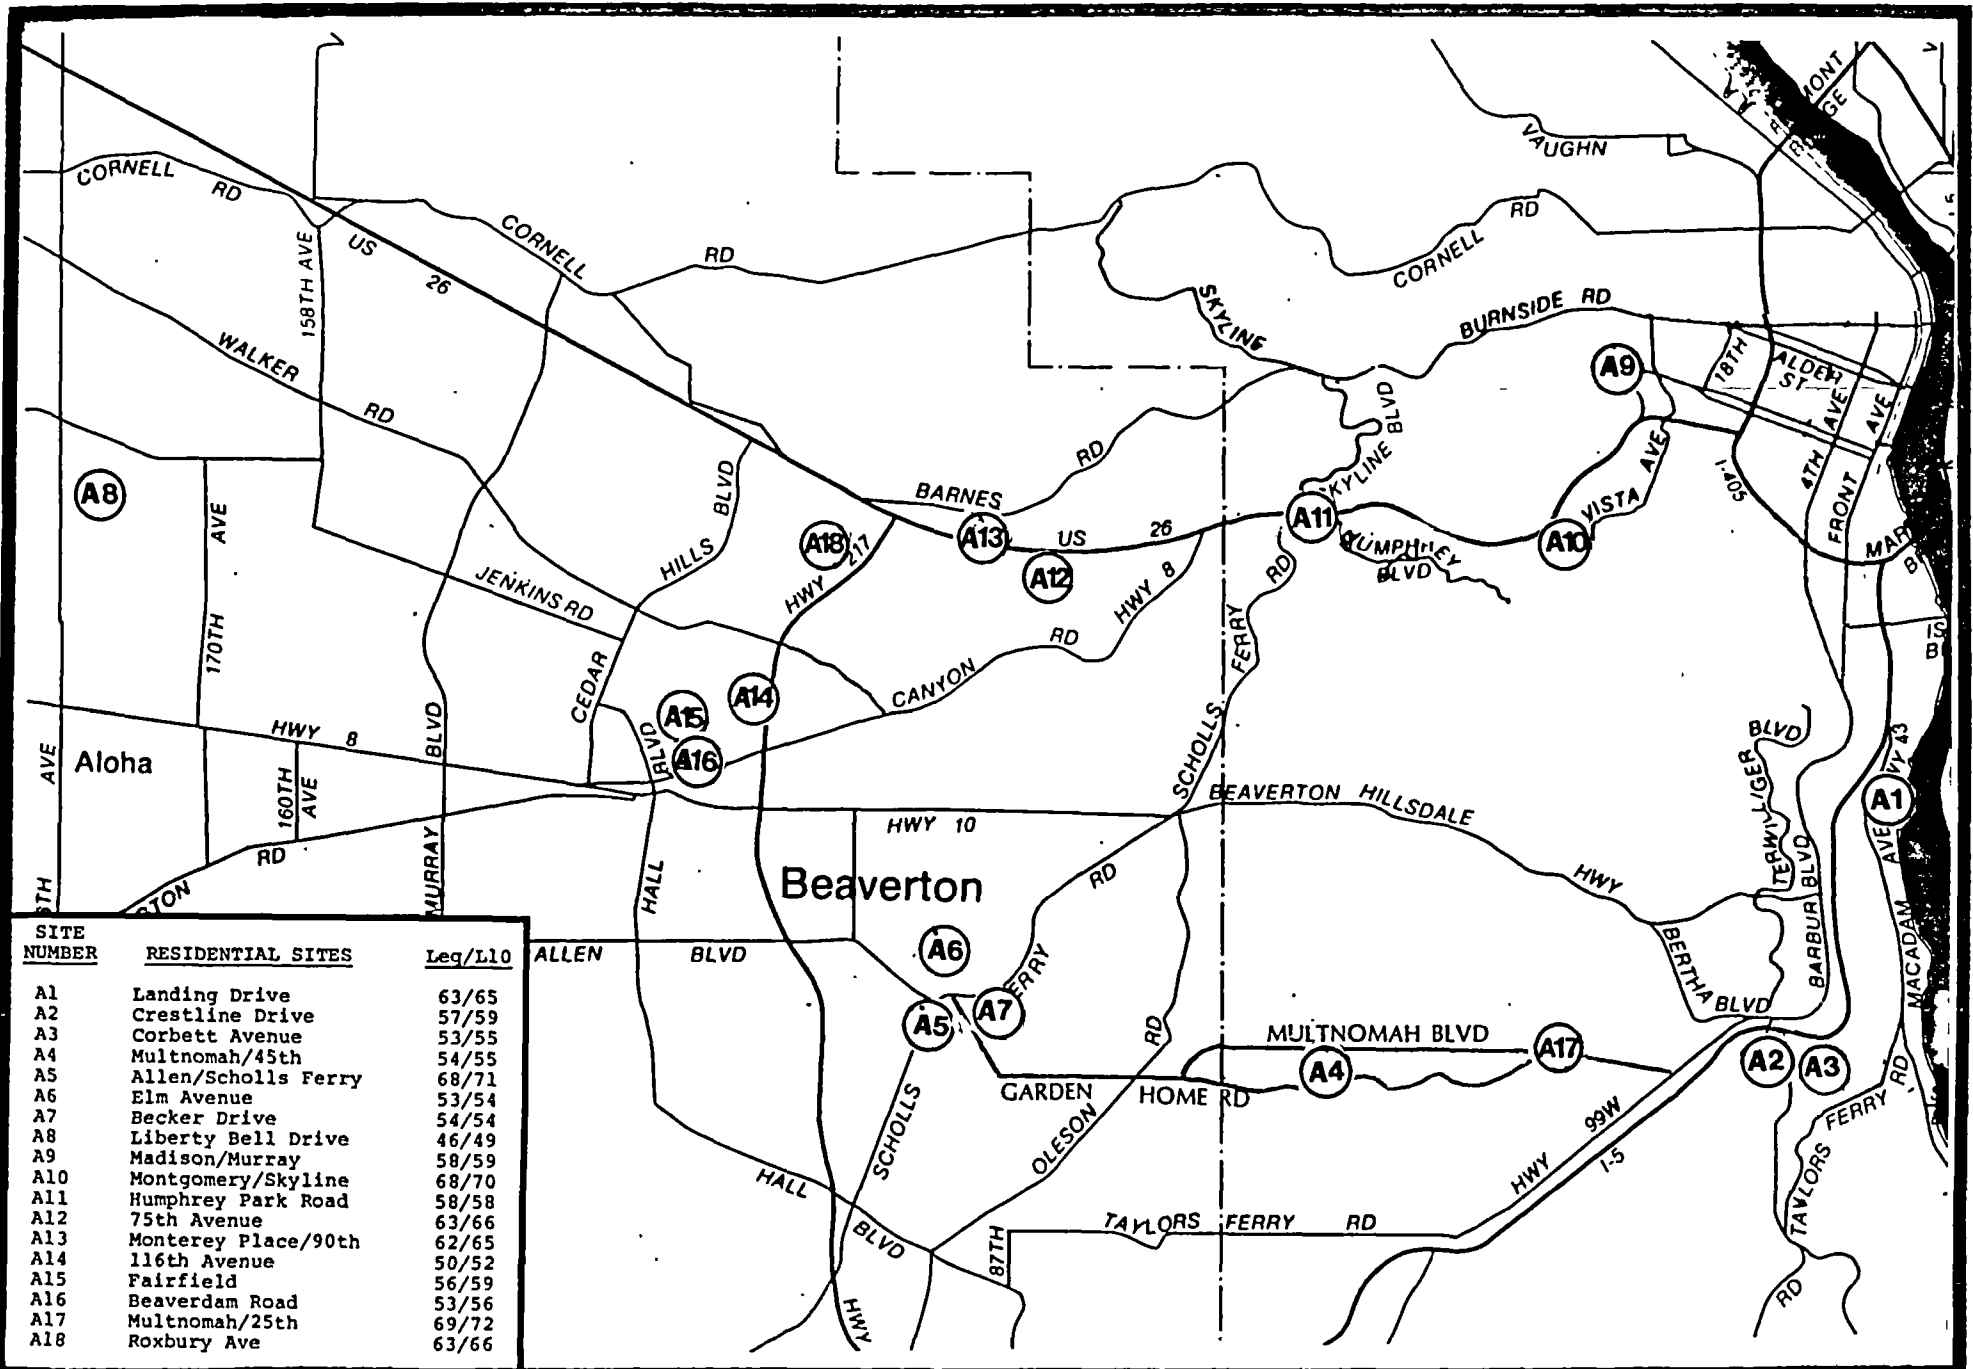 CORNELL RD
158TH AVE
US 26
CORNELL RD
WALKER RD
SKYLINE
CORNELL RD
VAUGHN
BURNSIDE RD
A9
18TH
ALDER ST
4TH AVE
FRONT AVE
I-405
VISTA AVE
A8
170TH AVE
JENKINS RD
CEDAR HILLS BLVD
A18
HWY 217
BARNES RD
A13
US 26
A12
HWY 8
CANYON RD
A11
SKYLINE BLVD
HUMPHREY BLVD
A10
SCHOLLS FERRY RD
A14
A15
A16
BLVD
HWY 8
Aloha
AVE
160TH AVE
MURRAY BLVD
RD
HALL
HWY 10
Beaverton
BEAVERTON HILLSDALE HWY
TERWILLIGER BLVD
BARBUR BLVD
A1
MACADAM AVE
BERTHA BLVD
ALLEN BLVD
A6
A5
A7
SCHOLLS
RD
GARDEN HOME RD
MULTNOMAH BLVD
A4
A17
A2
A3
OLESON RD
HALL BLVD
87TH
TAYLORS FERRY RD
HWY 99W
I-5
TAYLORS FERRY RD
RD
HWY
SITE NUMBER RESIDENTIAL SITES Leq/L10
A1 Landing Drive 63/65
A2 Crestline Drive 57/59
A3 Corbett Avenue 53/55
A4 Multnomah/45th 54/55
A5 Allen/Scholls Ferry 68/71
A6 Elm Avenue 53/54
A7 Becker Drive 54/54
A8 Liberty Bell Drive 46/49
A9 Madison/Murray 58/59
A10 Montgomery/Skyline 68/70
A11 Humphrey Park Road 58/58
A12 75th Avenue 63/66
A13 Monterey Place/90th 62/65
A14 116th Avenue 50/52
A15 Fairfield 56/59
A16 Beaverdam Road 53/56
A17 Multnomah/25th 69/72
A18 Roxbury Ave 63/66